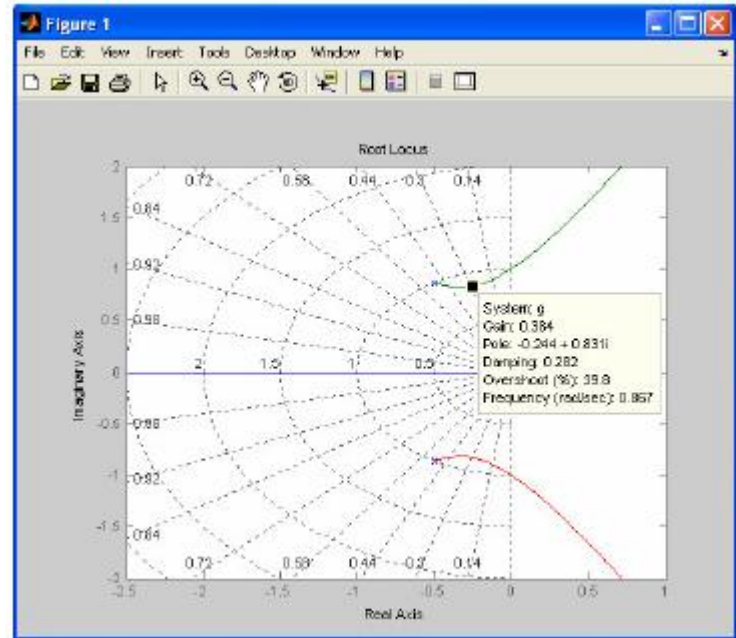 Figure 1
File Edit View Insert Tools Desktop Window Help
Root Locus
2
0.72 0.58 0.44 0.3 0.14
0.84
1.5
0.92
1
System: g
Gain: 0.384
Pole: -0.244 + 0.831i
Damping: 0.282
Overshoot (%): 39.8
Frequency (rad/sec): 0.867
0.5
0.98
2 1.5 1 0.5
0
Imaginary Axis
-0.5
0.98
-1
0.92
-1.5
0.84
0.72 0.58 0.44 0.3 0.14
-2
-2.5 -2 -1.5 -1 -0.5 0 0.5 1
Real Axis